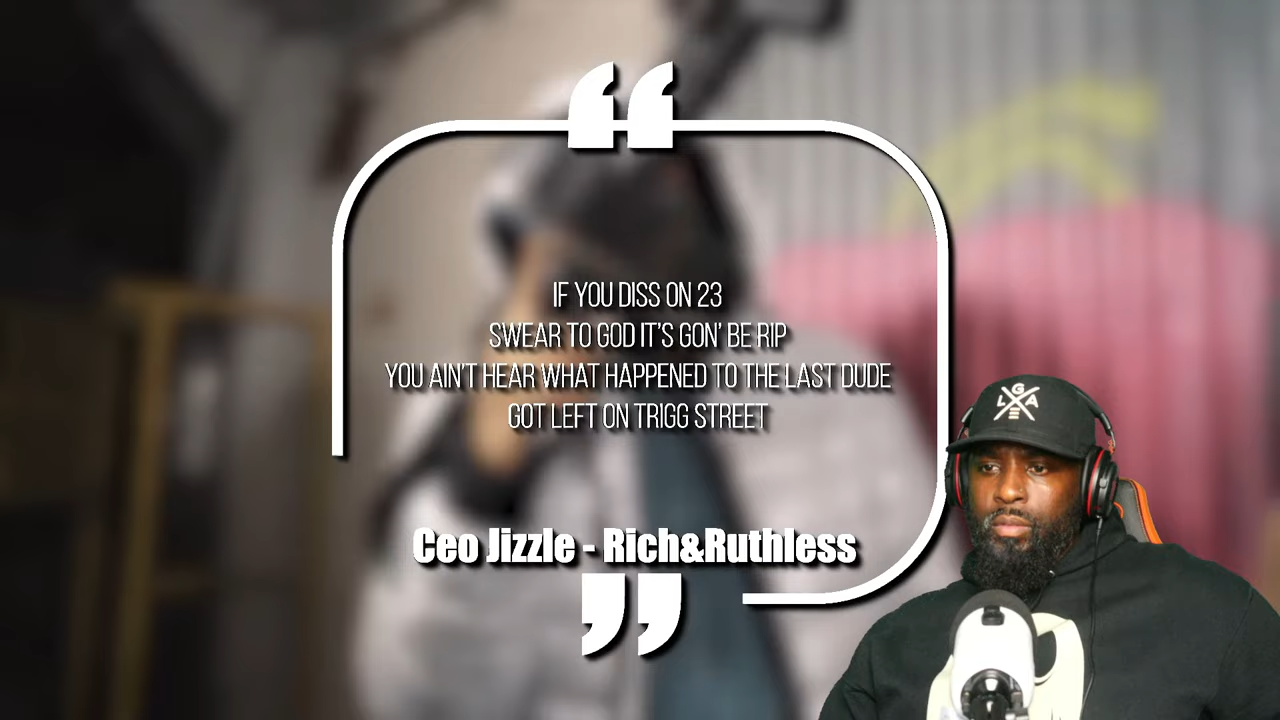 IF YOU DISS ON 23
SWEAR TO GOD IT'S GON' BE RIP
YOU AIN'T HEAR WHAT HAPPENED TO THE LAST DUDE
GOT LEFT ON TRIGG STREET
Ceo Jizzle - Rich&Ruthless
G
L A